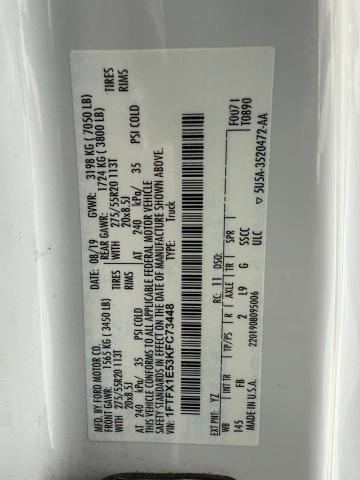 MFD. BY FORD MOTOR CO.
DATE: 08/19 GVWR: 3198 KG ( 7050 LB)
FRONT GAWR: 1565 KG ( 3450 LB) REAR GAWR: 1724 KG ( 3800 LB)
WITH 275/55R20 113T TIRES WITH 275/55R20 113T TIRES
20x8.5J RIMS 20x8.5J RIMS
AT 240 kPa/ 35 PSI COLD AT 240 kPa/ 35 PSI COLD
THIS VEHICLE CONFORMS TO ALL APPLICABLE FEDERAL MOTOR VEHICLE
SAFETY STANDARDS IN EFFECT ON THE DATE OF MANUFACTURE SHOWN ABOVE.
VIN: 1FTFX1E53KFC73448
TYPE: Truck
F0071
T0890
EXT PNT: YZ RC: 11 DSO:
WB INT TR R AXLE TR SPR
145 FB 2 L9 G SSCC
MADE IN U.S.A. ULC
2201908095006
▽ 5U5A-3520472-AA